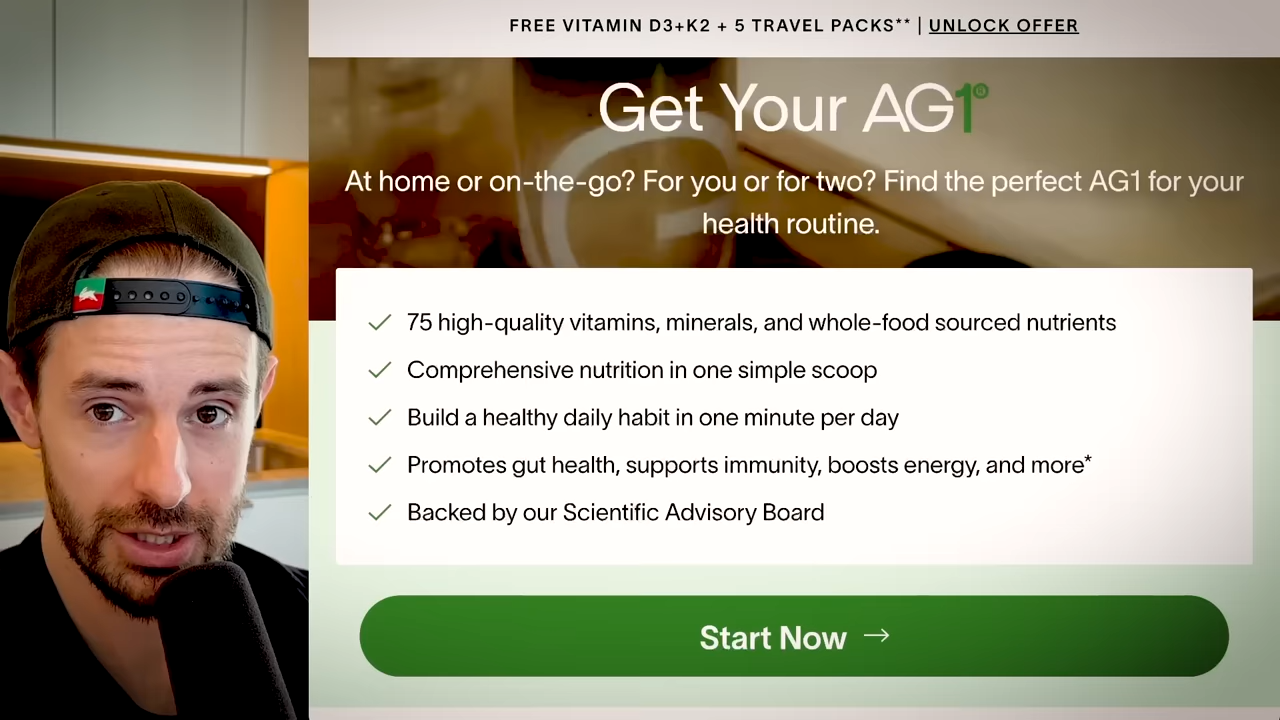 FREE VITAMIN D3+K2 + 5 TRAVEL PACKS** | UNLOCK OFFER
Get Your AG1®
At home or on-the-go? For you or for two? Find the perfect AG1 for your
health routine.
75 high-quality vitamins, minerals, and whole-food sourced nutrients
Comprehensive nutrition in one simple scoop
Build a healthy daily habit in one minute per day
Promotes gut health, supports immunity, boosts energy, and more*
Backed by our Scientific Advisory Board
Start Now →